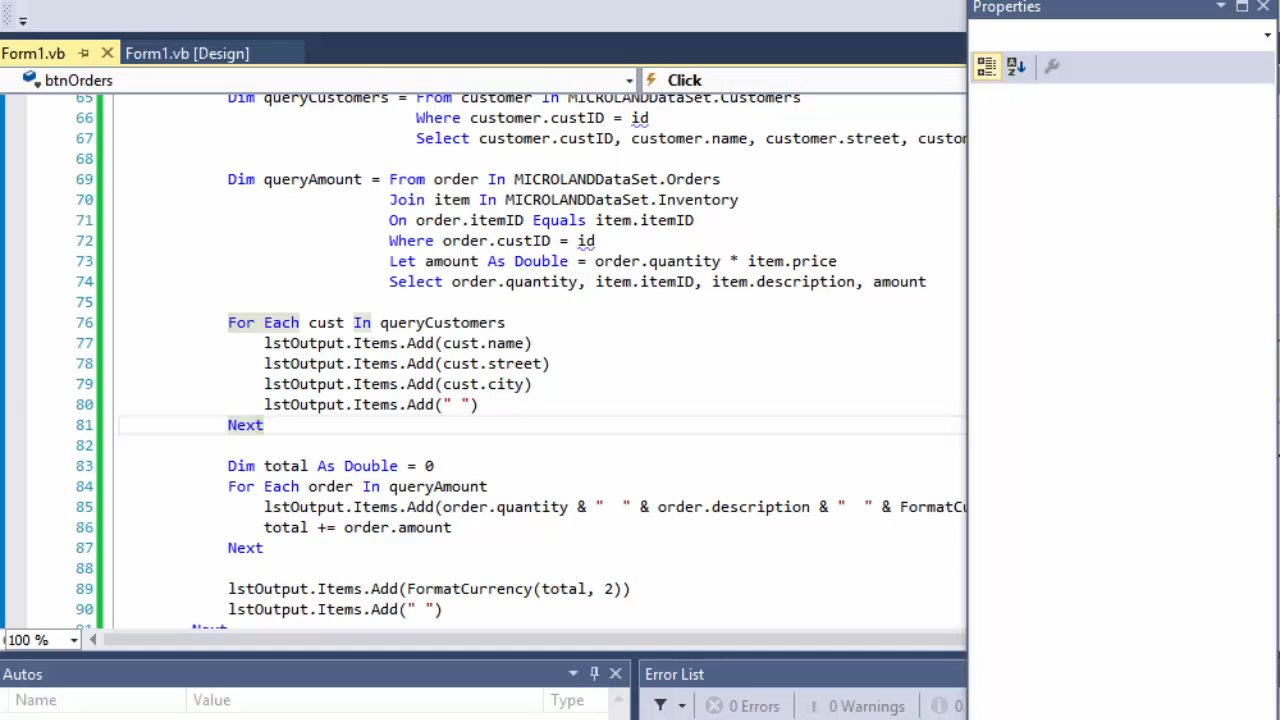 Properties
Form1.vb
Form1.vb [Design]
btnOrders
Click
65 Dim queryCustomers = From customer In MICROLANDDataSet.Customers
66 Where customer.custID = id
67 Select customer.custID, customer.name, customer.street, custom
68
69 Dim queryAmount = From order In MICROLANDDataSet.Orders
70 Join item In MICROLANDDataSet.Inventory
71 On order.itemID Equals item.itemID
72 Where order.custID = id
73 Let amount As Double = order.quantity * item.price
74 Select order.quantity, item.itemID, item.description, amount
75
76 For Each cust In queryCustomers
77 lstOutput.Items.Add(cust.name)
78 lstOutput.Items.Add(cust.street)
79 lstOutput.Items.Add(cust.city)
80 lstOutput.Items.Add(" ")
81 Next
82
83 Dim total As Double = 0
84 For Each order In queryAmount
85 lstOutput.Items.Add(order.quantity & "  " & order.description & "  " & FormatCu
86 total += order.amount
87 Next
88
89 lstOutput.Items.Add(FormatCurrency(total, 2))
90 lstOutput.Items.Add(" ")
91 Next
100 %
Autos
Error List
Name Value Type
0 Errors 0 Warnings 0